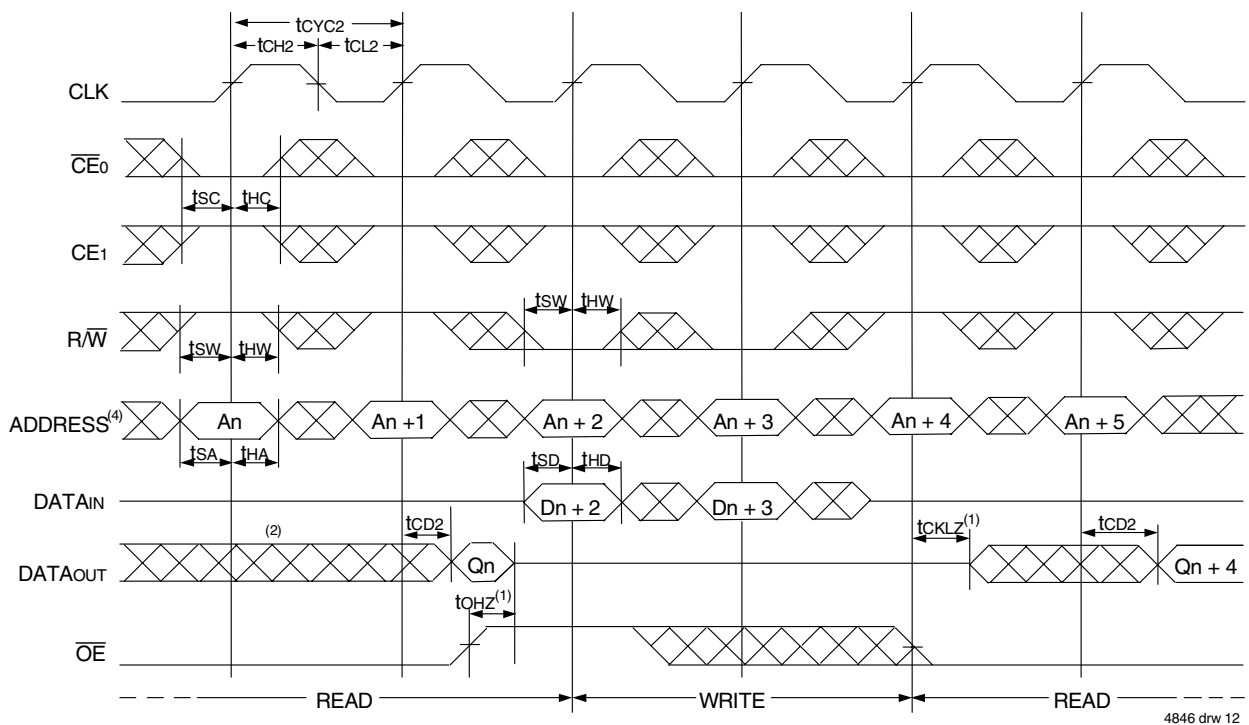 tCYC2
tCH2 tCL2
CLK
CE0
tSC tHC
CE1
tSW tHW
R/W
tSW tHW
ADDRESS(4) An An +1 An + 2 An + 3 An + 4 An + 5
tSA tHA tSD tHD
DATAIN Dn + 2 Dn + 3
(2) tCD2 tCKLZ(1) tCD2
DATAOUT Qn Qn + 4
tOHZ(1)
OE
READ WRITE READ
4846 drw 12